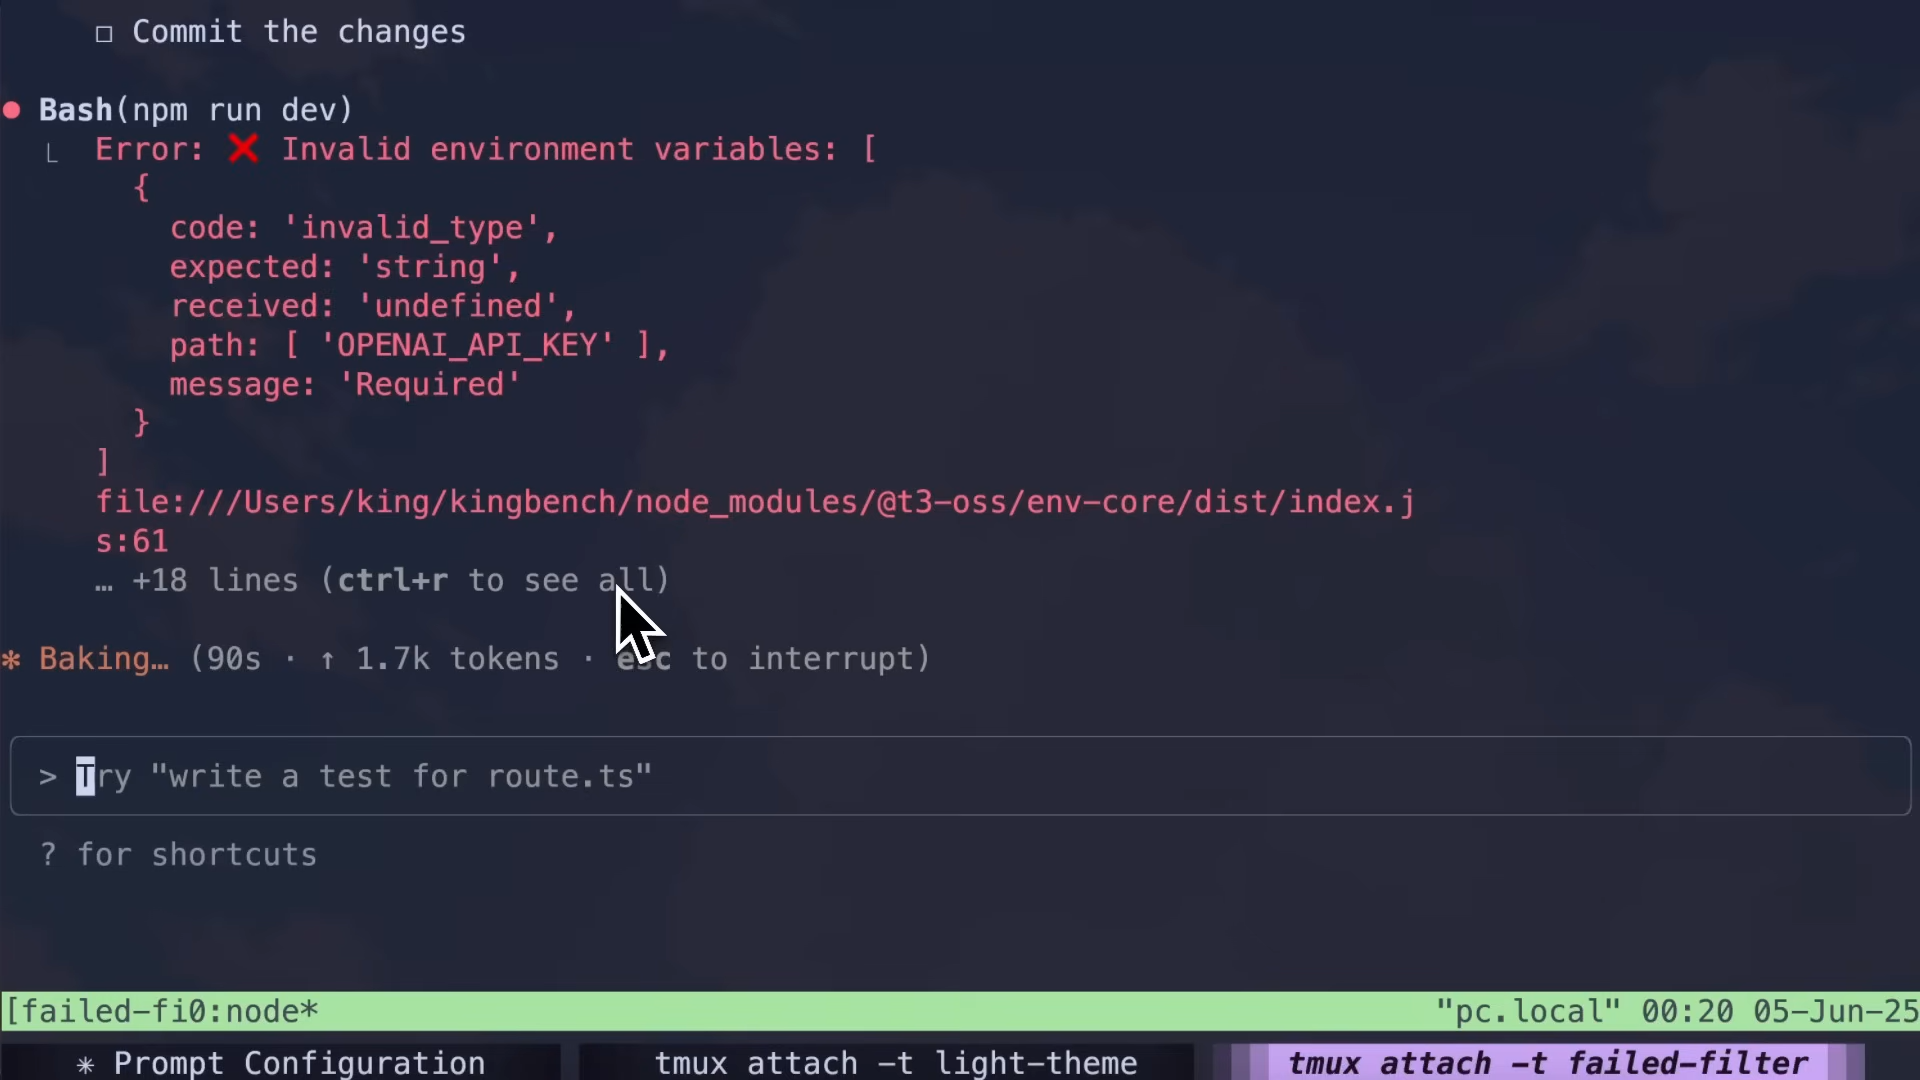 ☐ Commit the changes
● Bash(npm run dev)
⎿ Error: ❌ Invalid environment variables: [
{
code: 'invalid_type',
expected: 'string',
received: 'undefined',
path: [ 'OPENAI_API_KEY' ],
message: 'Required'
}
]
file:///Users/king/kingbench/node_modules/@t3-oss/env-core/dist/index.j
s:61
… +18 lines (ctrl+r to see all)
✻ Baking… (90s · ↑ 1.7k tokens · esc to interrupt)
> Try "write a test for route.ts"
? for shortcuts
[failed-fi0:node* "pc.local" 00:20 05-Jun-25
✳ Prompt Configuration tmux attach -t light-theme tmux attach -t failed-filter